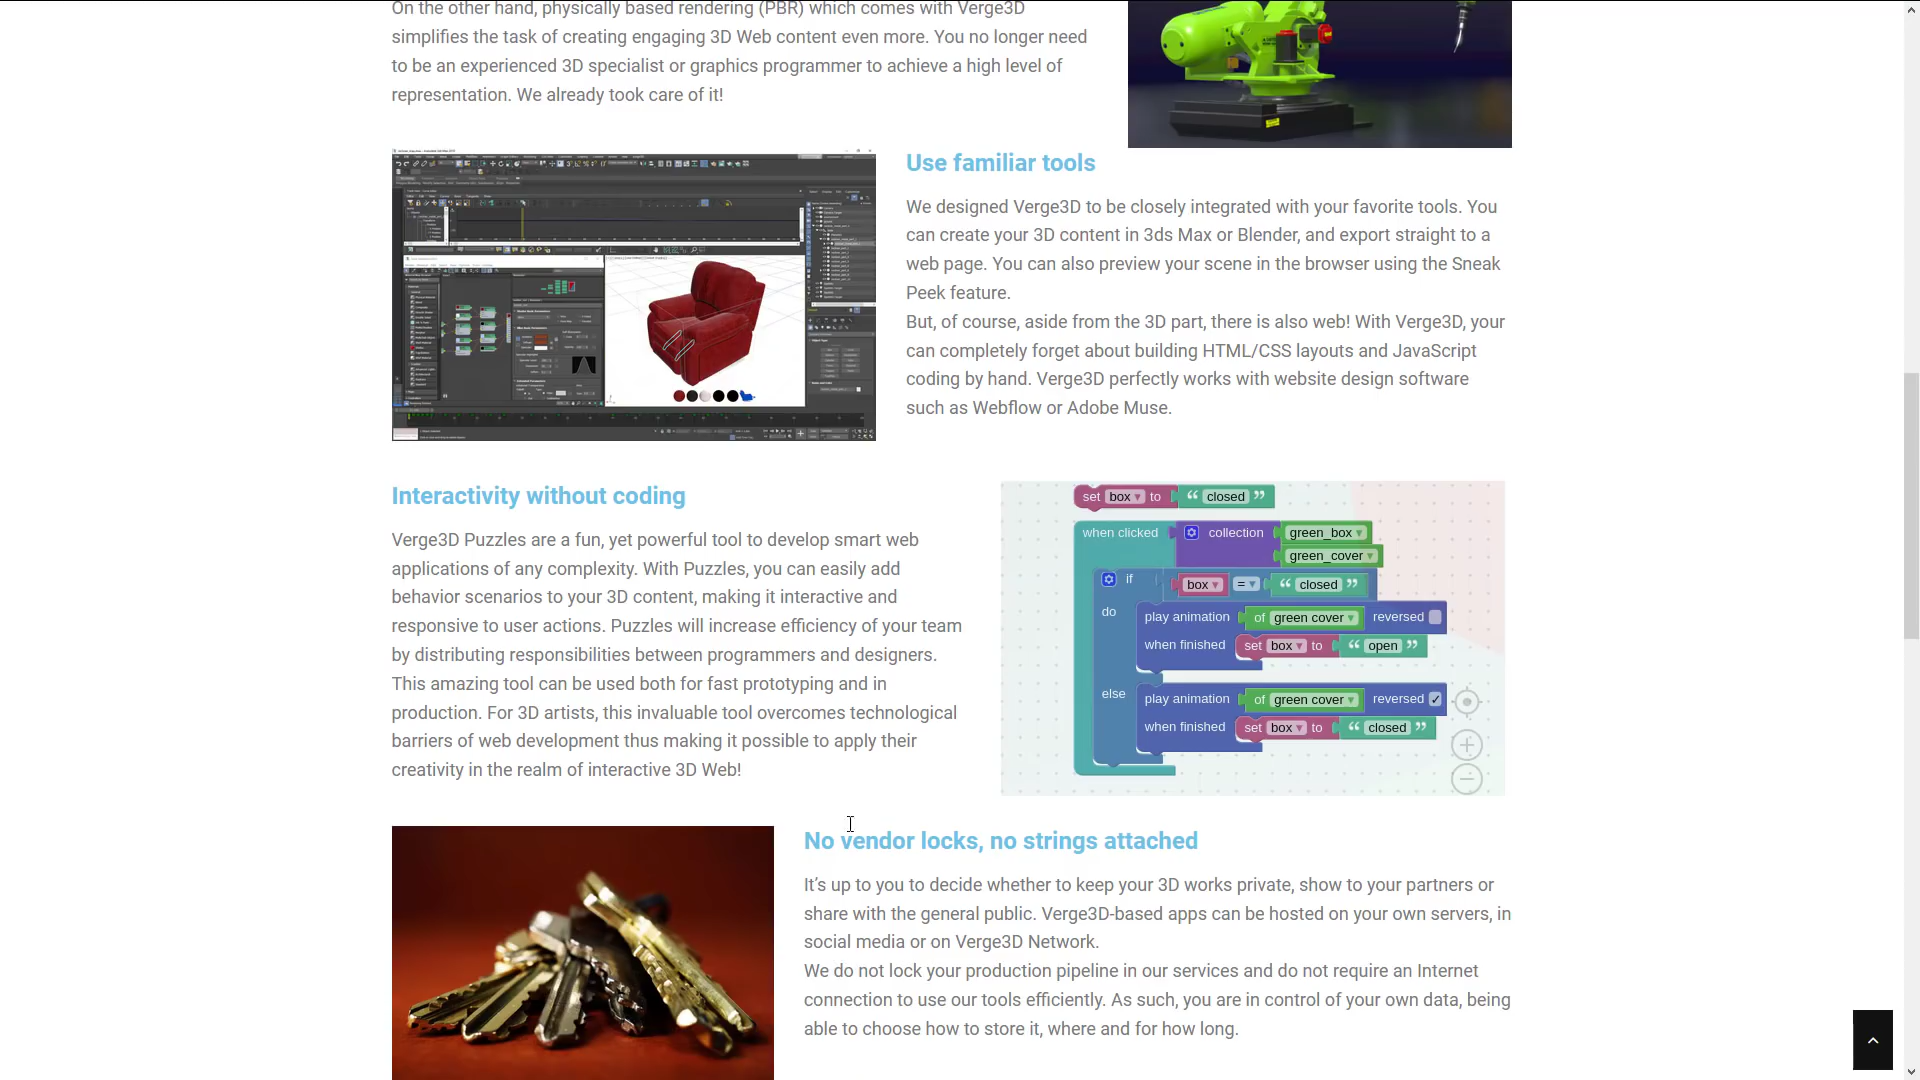 On the other hand, physically based rendering (PBR) which comes with Verge3D
simplifies the task of creating engaging 3D Web content even more. You no longer need
to be an experienced 3D specialist or graphics programmer to achieve a high level of
representation. We already took care of it!
Use familiar tools
We designed Verge3D to be closely integrated with your favorite tools. You
can create your 3D content in 3ds Max or Blender, and export straight to a
web page. You can also preview your scene in the browser using the Sneak
Peek feature.
But, of course, aside from the 3D part, there is also web! With Verge3D, your
can completely forget about building HTML/CSS layouts and JavaScript
coding by hand. Verge3D perfectly works with website design software
such as Webflow or Adobe Muse.
Interactivity without coding
Verge3D Puzzles are a fun, yet powerful tool to develop smart web
applications of any complexity. With Puzzles, you can easily add
behavior scenarios to your 3D content, making it interactive and
responsive to user actions. Puzzles will increase efficiency of your team
by distributing responsibilities between programmers and designers.
This amazing tool can be used both for fast prototyping and in
production. For 3D artists, this invaluable tool overcomes technological
barriers of web development thus making it possible to apply their
creativity in the realm of interactive 3D Web!
set box to “ closed ”
when clicked collection green_box
green_cover
if box = “ closed ”
do play animation of green cover reversed
when finished set box to “ open ”
else play animation of green cover reversed ✓
when finished set box to “ closed ”
No vendor locks, no strings attached
It’s up to you to decide whether to keep your 3D works private, show to your partners or
share with the general public. Verge3D-based apps can be hosted on your own servers, in
social media or on Verge3D Network.
We do not lock your production pipeline in our services and do not require an Internet
connection to use our tools efficiently. As such, you are in control of your own data, being
able to choose how to store it, where and for how long.